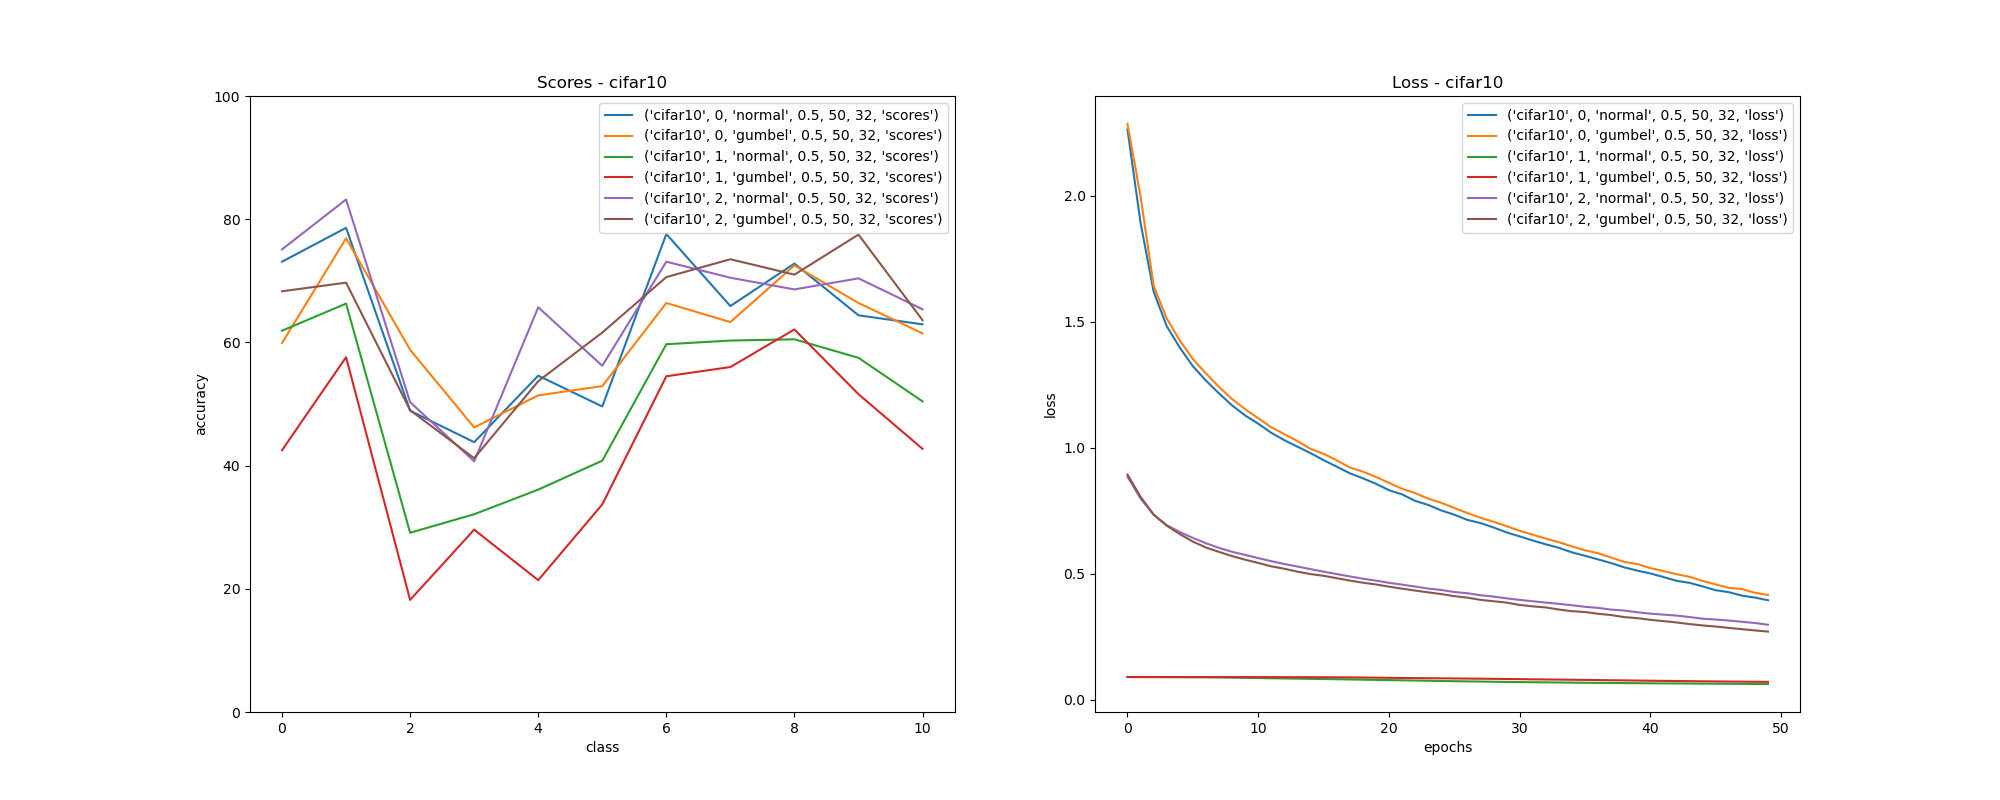 Scores - cifar10
('cifar10', 0, 'normal', 0.5, 50, 32, 'scores')
('cifar10', 0, 'gumbel', 0.5, 50, 32, 'scores')
('cifar10', 1, 'normal', 0.5, 50, 32, 'scores')
('cifar10', 1, 'gumbel', 0.5, 50, 32, 'scores')
('cifar10', 2, 'normal', 0.5, 50, 32, 'scores')
('cifar10', 2, 'gumbel', 0.5, 50, 32, 'scores')
accuracy
100
80
60
40
20
0
0 2 4 6 8 10
class
Loss - cifar10
('cifar10', 0, 'normal', 0.5, 50, 32, 'loss')
('cifar10', 0, 'gumbel', 0.5, 50, 32, 'loss')
('cifar10', 1, 'normal', 0.5, 50, 32, 'loss')
('cifar10', 1, 'gumbel', 0.5, 50, 32, 'loss')
('cifar10', 2, 'normal', 0.5, 50, 32, 'loss')
('cifar10', 2, 'gumbel', 0.5, 50, 32, 'loss')
loss
2.0
1.5
1.0
0.5
0.0
0 10 20 30 40 50
epochs